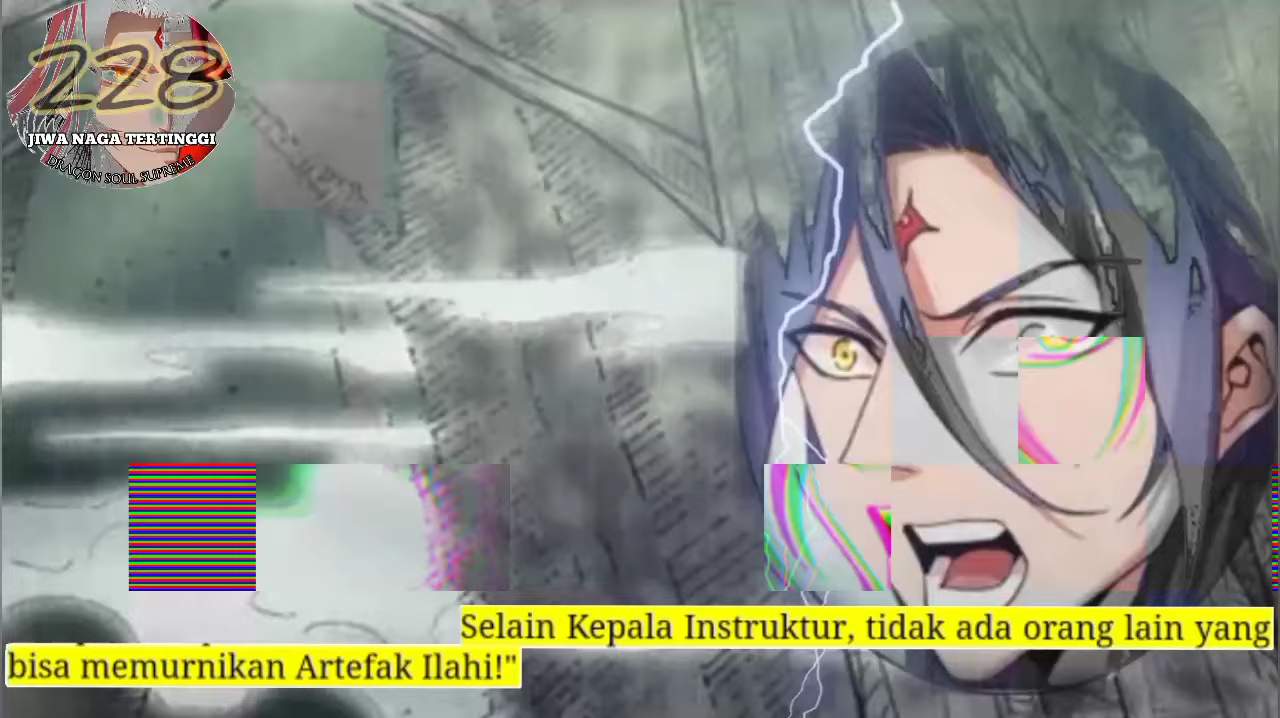 228
JIWA NAGA TERTINGGI
DRAGON SOUL SUPREME
Selain Kepala Instruktur, tidak ada orang lain yang
bisa memurnikan Artefak Ilahi!"